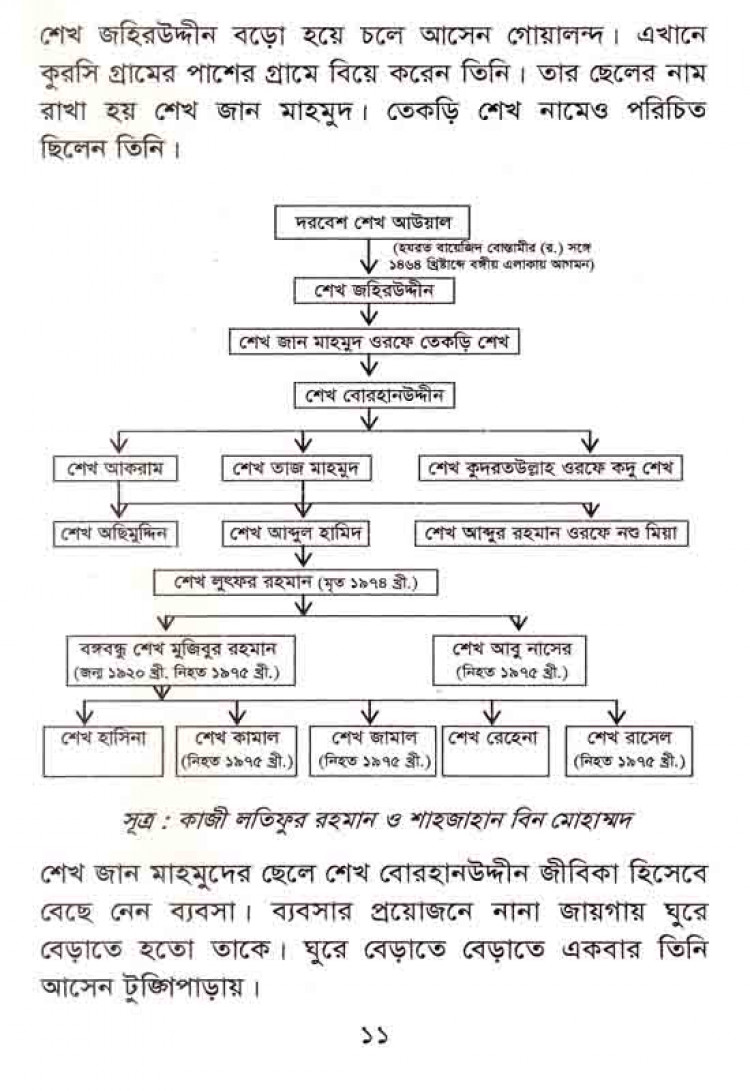 শেখ জহিরউদ্দীন বড়ো হয়ে চলে আসেন গোয়ালন্দ। এখানে
কুরসি গ্রামের পাশের গ্রামে বিয়ে করেন তিনি। তার ছেলের নাম
রাখা হয় শেখ জান মাহমুদ। তেকড়ি শেখ নামেও পরিচিত
ছিলেন তিনি।
দরবেশ শেখ আউয়াল
(হযরত বায়েজিদ বোস্তামীর (র.) সঙ্গে
১৪৬৪ খ্রিষ্টাব্দে বঙ্গীয় এলাকায় আগমন)
শেখ জহিরউদ্দীন
শেখ জান মাহমুদ ওরফে তেকড়ি শেখ
শেখ বোরহানউদ্দীন
শেখ আকরাম
শেখ তাজ মাহমুদ
শেখ কুদরতউল্লাহ ওরফে কদু শেখ
শেখ অছিমুদ্দিন
শেখ আব্দুল হামিদ
শেখ আব্দুর রহমান ওরফে নশু মিয়া
শেখ লুৎফর রহমান (মৃত ১৯৭৪ খ্রী.)
বঙ্গবন্ধু শেখ মুজিবুর রহমান
(জন্ম ১৯২০ খ্রী. নিহত ১৯৭৫ খ্রী.)
শেখ আবু নাসের
(নিহত ১৯৭৫ খ্রী.)
শেখ হাসিনা
শেখ কামাল
(নিহত ১৯৭৫ খ্রী.)
শেখ জামাল
(নিহত ১৯৭৫ খ্রী.)
শেখ রেহেনা
শেখ রাসেল
(নিহত ১৯৭৫ খ্রী.)
সূত্র : কাজী লতিফুর রহমান ও শাহজাহান বিন মোহাম্মদ
শেখ জান মাহমুদের ছেলে শেখ বোরহানউদ্দীন জীবিকা হিসেবে
বেছে নেন ব্যবসা। ব্যবসার প্রয়োজনে নানা জায়গায় ঘুরে
বেড়াতে হতো তাকে। ঘুরে বেড়াতে বেড়াতে একবার তিনি
আসেন টুঙ্গিপাড়ায়।
১১